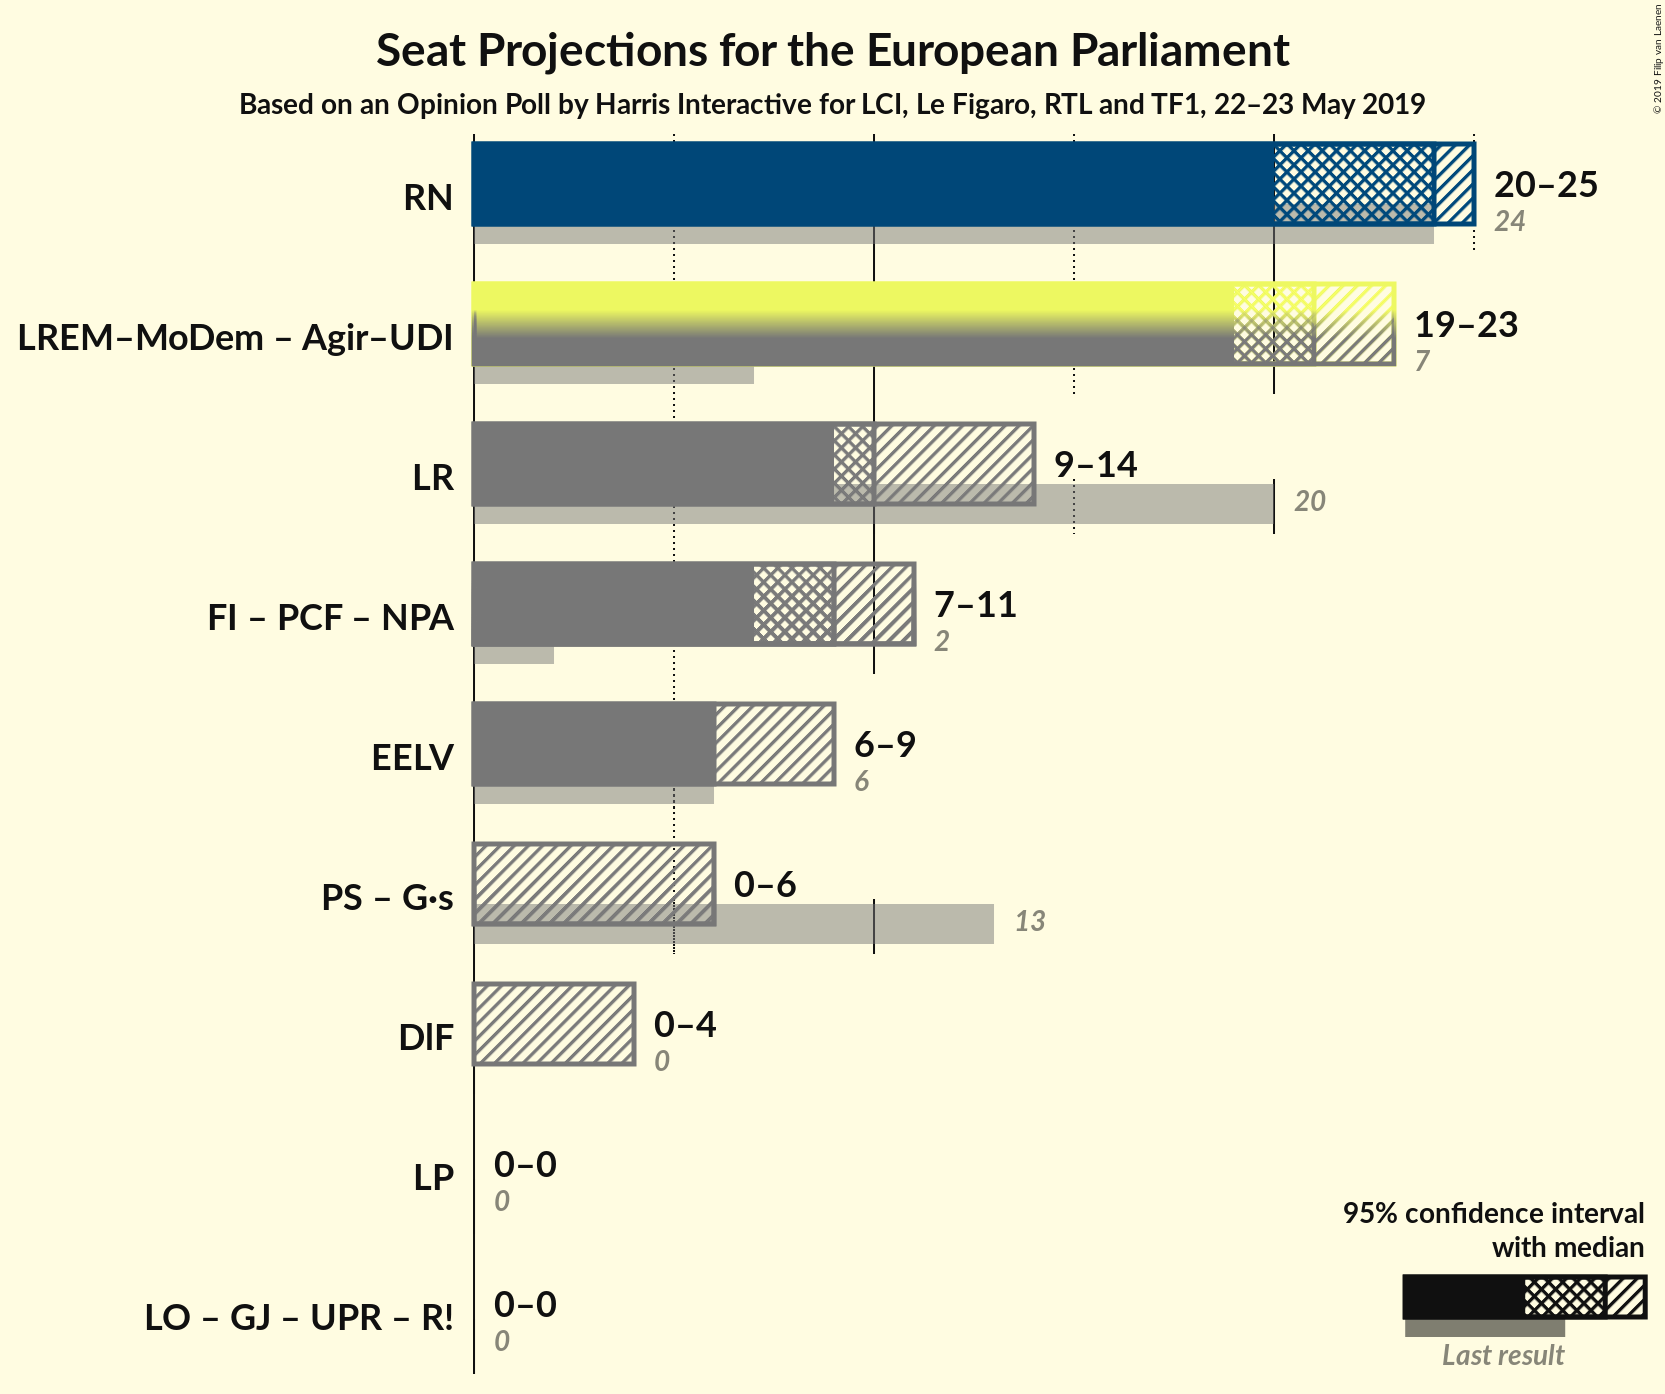 Seat Projections for the European Parliament
Based on an Opinion Poll by Harris Interactive for LCI, Le Figaro, RTL and TF1, 22–23 May 2019
© 2019 Filip van Laenen
RN
20–25
24
LREM–MoDem – Agir–UDI
19–23
7
LR
9–14
20
FI – PCF – NPA
7–11
2
EELV
6–9
6
PS – G·s
0–6
13
DlF
0–4
0
LP
0–0
0
LO – GJ – UPR – R!
0–0
0
95% confidence interval
with median
Last result